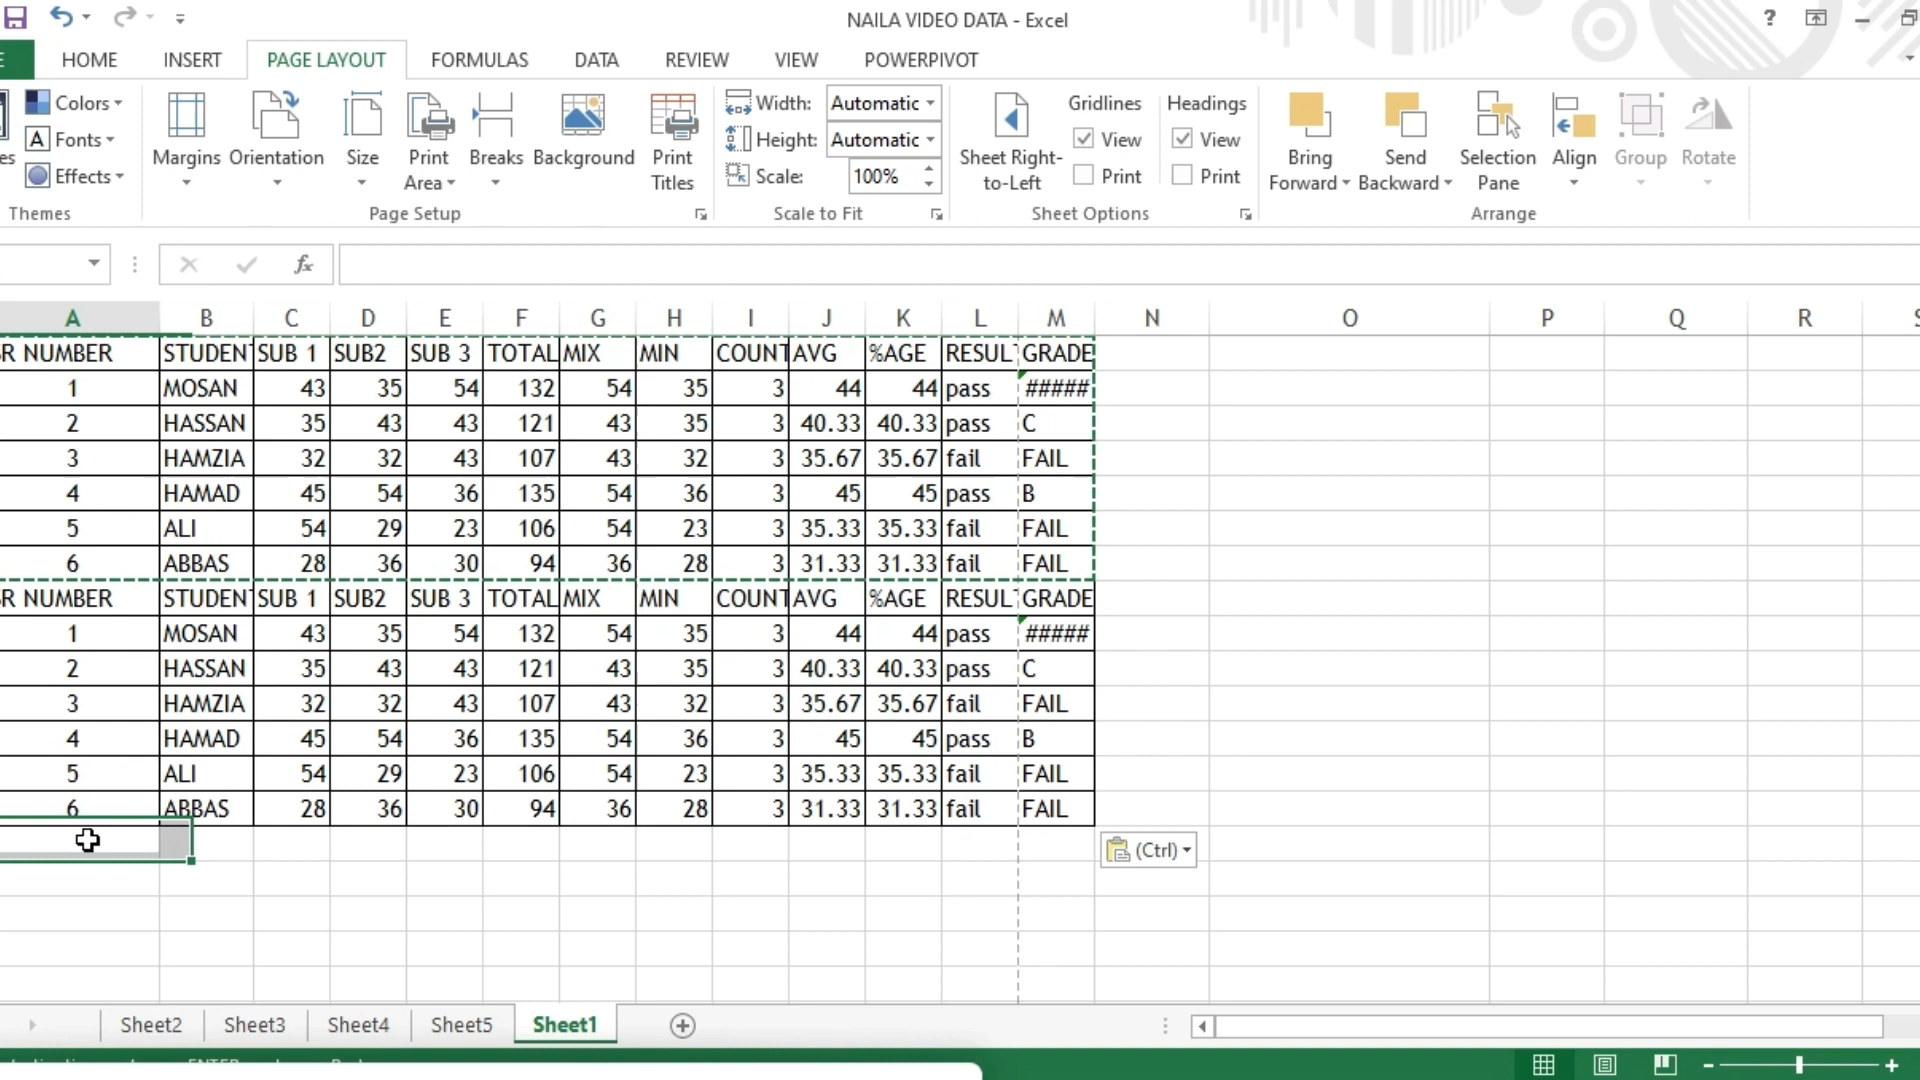 NAILA VIDEO DATA - Excel
?
HOME INSERT PAGE LAYOUT FORMULAS DATA REVIEW VIEW POWERPIVOT
Colors
Fonts
Effects
Themes
Margins Orientation Size Print Area Breaks Background Print Titles
Page Setup
Width: Automatic
Height: Automatic
Scale: 100%
Scale to Fit
Sheet Right-to-Left
Gridlines Headings
View View
Print Print
Sheet Options
Bring Forward Send Backward Selection Pane Align Group Rotate
Arrange
fx
A B C D E F G H I J K L M N O P Q R
R NUMBER STUDENT SUB 1 SUB2 SUB 3 TOTAL MIX MIN COUNT AVG %AGE RESUL GRADE
1 MOSAN 43 35 54 132 54 35 3 44 44 pass #####
2 HASSAN 35 43 43 121 43 35 3 40.33 40.33 pass C
3 HAMZIA 32 32 43 107 43 32 3 35.67 35.67 fail FAIL
4 HAMAD 45 54 36 135 54 36 3 45 45 pass B
5 ALI 54 29 23 106 54 23 3 35.33 35.33 fail FAIL
6 ABBAS 28 36 30 94 36 28 3 31.33 31.33 fail FAIL
R NUMBER STUDENT SUB 1 SUB2 SUB 3 TOTAL MIX MIN COUNT AVG %AGE RESUL GRADE
1 MOSAN 43 35 54 132 54 35 3 44 44 pass #####
2 HASSAN 35 43 43 121 43 35 3 40.33 40.33 pass C
3 HAMZIA 32 32 43 107 43 32 3 35.67 35.67 fail FAIL
4 HAMAD 45 54 36 135 54 36 3 45 45 pass B
5 ALI 54 29 23 106 54 23 3 35.33 35.33 fail FAIL
6 ABBAS 28 36 30 94 36 28 3 31.33 31.33 fail FAIL
(Ctrl)
Sheet2 Sheet3 Sheet4 Sheet5 Sheet1